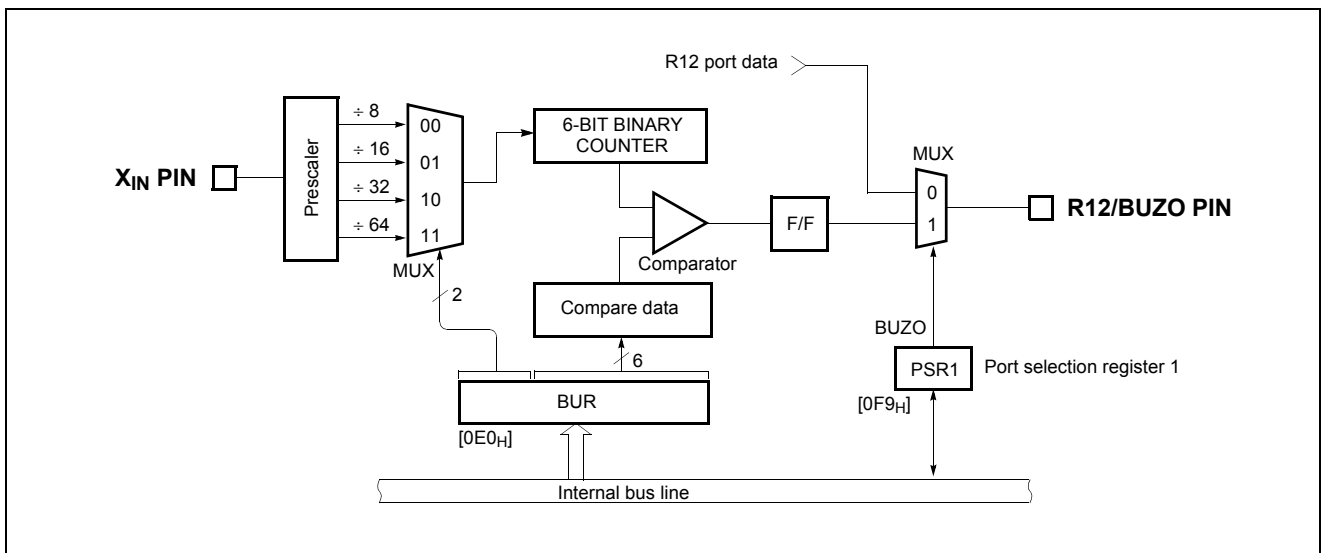 R12 port data
÷ 8
÷ 16
÷ 32
÷ 64
Prescaler
00
01
10
11
MUX
XIN PIN
6-BIT BINARY
COUNTER
Comparator
F/F
MUX
0
1
R12/BUZO PIN
2
Compare data
6
BUR
[0E0H]
BUZO
PSR1
Port selection register 1
[0F9H]
Internal bus line